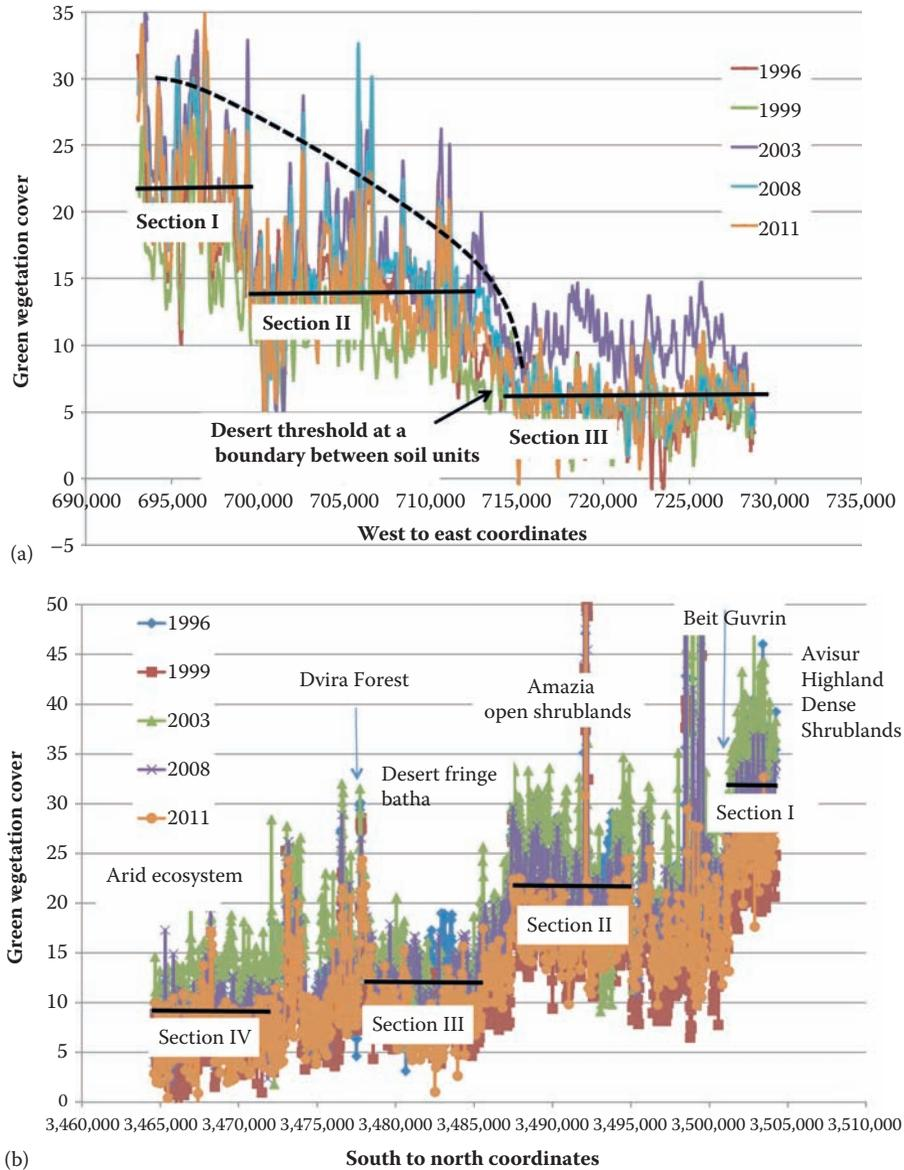 35
30
25
20
15
10
5
0
−5
Green vegetation cover
1996
1999
2003
2008
2011
Section I
Section II
Section III
Desert threshold at a
boundary between soil units
690,000 695,000 700,000 705,000 710,000 715,000 720,000 725,000 730,000 735,000
West to east coordinates
(a)
50
45
40
35
30
25
20
15
10
5
0
Green vegetation cover
1996
1999
2003
2008
2011
Dvira Forest
Amazia
open shrublands
Beit Guvrin
Avisur
Highland
Dense
Shrublands
Desert fringe
batha
Arid ecosystem
Section I
Section II
Section III
Section IV
3,460,000 3,465,000 3,470,000 3,475,000 3,480,000 3,485,000 3,490,000 3,495,000 3,500,000 3,505,000 3,510,000
South to north coordinates
(b)